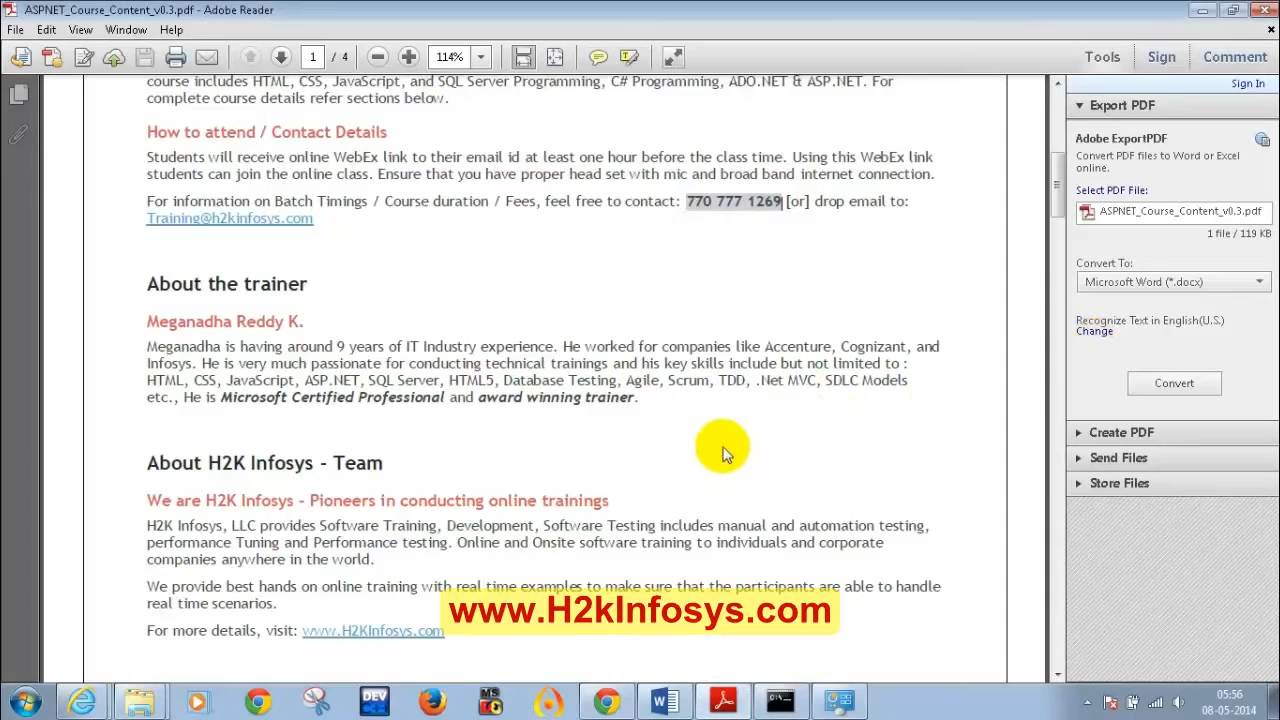 ASPNET_Course_Content_v0.3.pdf - Adobe Reader
File Edit View Window Help
1 / 4 114% Tools Sign Comment
course includes HTML, CSS, JavaScript, and SQL Server Programming, C# Programming, ADO.NET & ASP.NET. For
complete course details refer sections below.
How to attend / Contact Details
Students will receive online WebEx link to their email id at least one hour before the class time. Using this WebEx link
students can join the online class. Ensure that you have proper head set with mic and broad band internet connection.
For information on Batch Timings / Course duration / Fees, feel free to contact: 770 777 1269 [or] drop email to:
Training@h2kinfosys.com
About the trainer
Meganadha Reddy K.
Meganadha is having around 9 years of IT Industry experience. He worked for companies like Accenture, Cognizant, and
Infosys. He is very much passionate for conducting technical trainings and his key skills include but not limited to :
HTML, CSS, JavaScript, ASP.NET, SQL Server, HTML5, Database Testing, Agile, Scrum, TDD, .Net MVC, SDLC Models
etc., He is Microsoft Certified Professional and award winning trainer.
About H2K Infosys - Team
We are H2K Infosys - Pioneers in conducting online trainings
H2K Infosys, LLC provides Software Training, Development, Software Testing includes manual and automation testing,
performance Tuning and Performance testing. Online and Onsite software training to individuals and corporate
companies anywhere in the world.
We provide best hands on online training with real time examples to make sure that the participants are able to handle
real time scenarios.
For more details, visit: www.H2KInfosys.com
www.H2kInfosys.com
Sign In
Export PDF
Adobe ExportPDF
Convert PDF files to Word or Excel
online.
Select PDF File:
ASPNET_Course_Content_v0.3.pdf
1 file / 119 KB
Convert To:
Microsoft Word (*.docx)
Recognize Text in English(U.S.)
Change
Convert
Create PDF
Send Files
Store Files
DEV
MS
05:56
08-05-2014